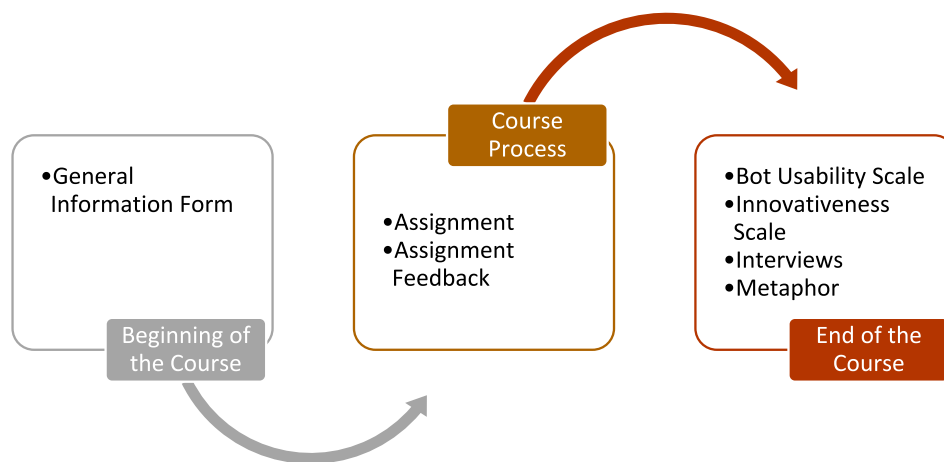 •General
Information Form
Beginning of
the Course
Course
Process
•Assignment
•Assignment
Feedback
•Bot Usability Scale
•Innovativeness
Scale
•Interviews
•Metaphor
End of the
Course